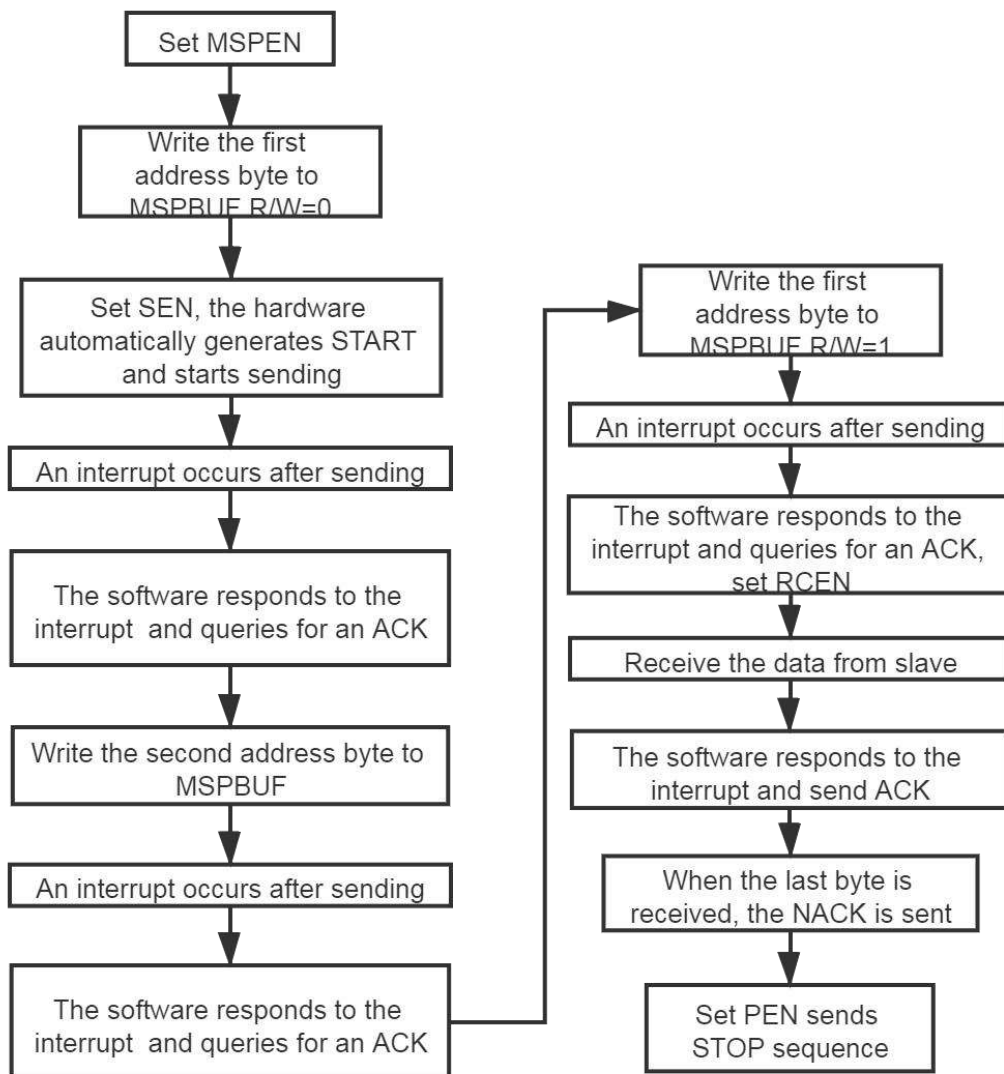 Set MSPEN
Write the first
address byte to
MSPBUF R/W=0
Set SEN, the hardware
automatically generates START
and starts sending
An interrupt occurs after sending
The software responds to the
interrupt and queries for an ACK
Write the second address byte to
MSPBUF
An interrupt occurs after sending
The software responds to the
interrupt and queries for an ACK
Write the first
address byte to
MSPBUF R/W=1
An interrupt occurs after sending
The software responds to the
interrupt and queries for an ACK,
set RCEN
Receive the data from slave
The software responds to the
interrupt and send ACK
When the last byte is
received, the NACK is sent
Set PEN sends
STOP sequence